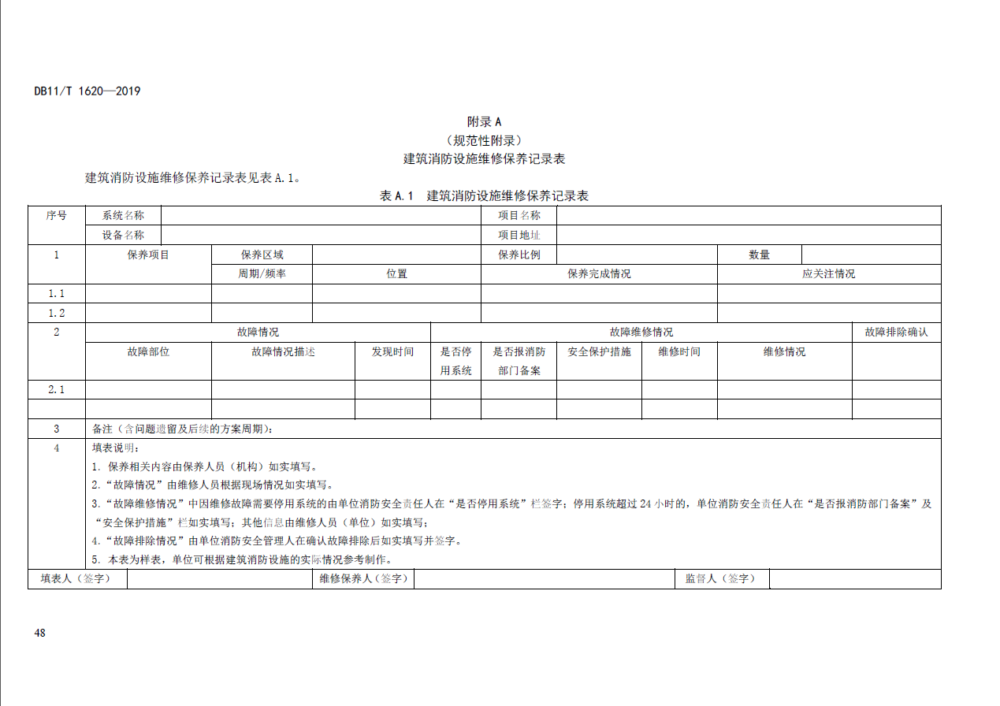 DB11/T 1620—2019
附录 A
（规范性附录）
建筑消防设施维修保养记录表
建筑消防设施维修保养记录表见表 A.1。
表 A.1 建筑消防设施维修保养记录表
序号 系统名称 项目名称
设备名称 项目地址
1 保养项目 保养区域 保养比例 数量
周期/频率 位置 保养完成情况 应关注情况
1.1
1.2
2 故障情况 故障维修情况 故障排除确认
故障部位 故障情况描述 发现时间 是否停 是否报消防 安全保护措施 维修时间 维修情况
用系统 部门备案
2.1
3 备注（含问题遗留及后续的方案周期）：
4 填表说明：
1. 保养相关内容由保养人员（机构）如实填写。
2.“故障情况”由维修人员根据现场情况如实填写。
3.“故障维修情况”中因维修故障需要停用系统的由单位消防安全责任人在“是否停用系统”栏签字；停用系统超过 24 小时的，单位消防安全责任人在“是否报消防部门备案”及
“安全保护措施”栏如实填写；其他信息由维修人员（单位）如实填写；
4.“故障排除情况”由单位消防安全管理人在确认故障排除后如实填写并签字。
5. 本表为样表，单位可根据建筑消防设施的实际情况参考制作。
填表人（签字） 维修保养人（签字） 监督人（签字）
48